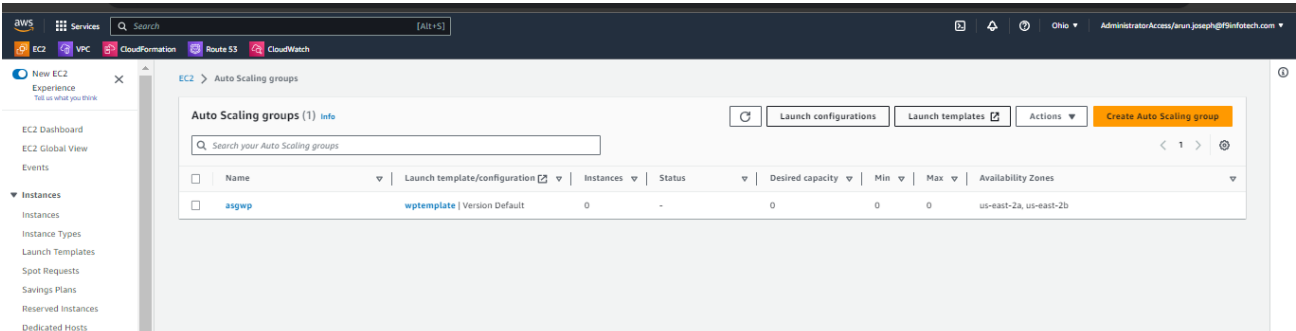 aws Services Search [Alt+S] Ohio ▼ AdministratorAccess/arun.joseph@f9infotech.com ▼
EC2 VPC CloudFormation Route 53 CloudWatch
New EC2
Experience
Tell us what you think
EC2 Dashboard
EC2 Global View
Events
▼ Instances
Instances
Instance Types
Launch Templates
Spot Requests
Savings Plans
Reserved Instances
Dedicated Hosts
EC2 > Auto Scaling groups
Auto Scaling groups (1) Info
Launch configurations Launch templates Actions ▼ Create Auto Scaling group
Search your Auto Scaling groups
< 1 >
Name Launch template/configuration Instances Status Desired capacity Min Max Availability Zones
asgwp wptemplate | Version Default 0 - 0 0 0 us-east-2a, us-east-2b